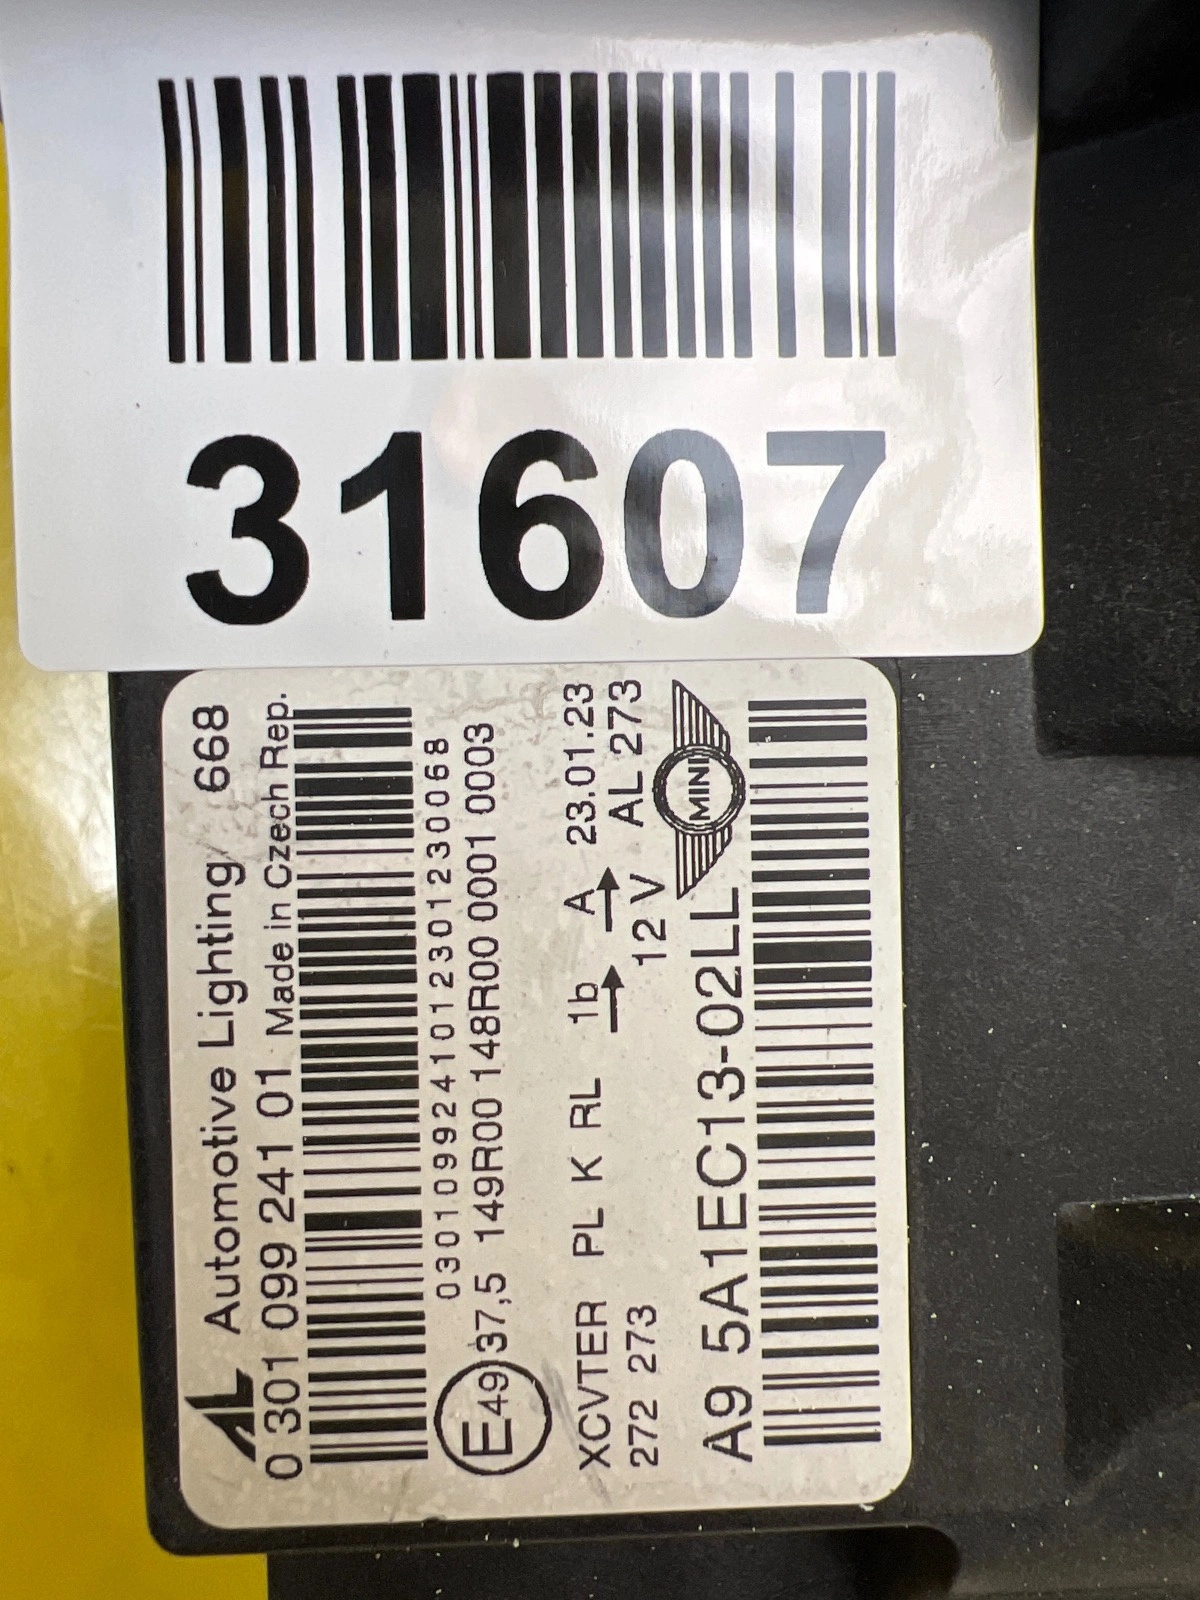 31607
AL Automotive Lighting 668
0 301 099 241 01 Made in Czech Rep.
0301099241012301230068
E49 37,5 149R00 148R00 0001 0003
XCVTER PL K RL 1b A 23.01.23
272 273 12 V AL 273
A9 5A1EC13-02LL MINI